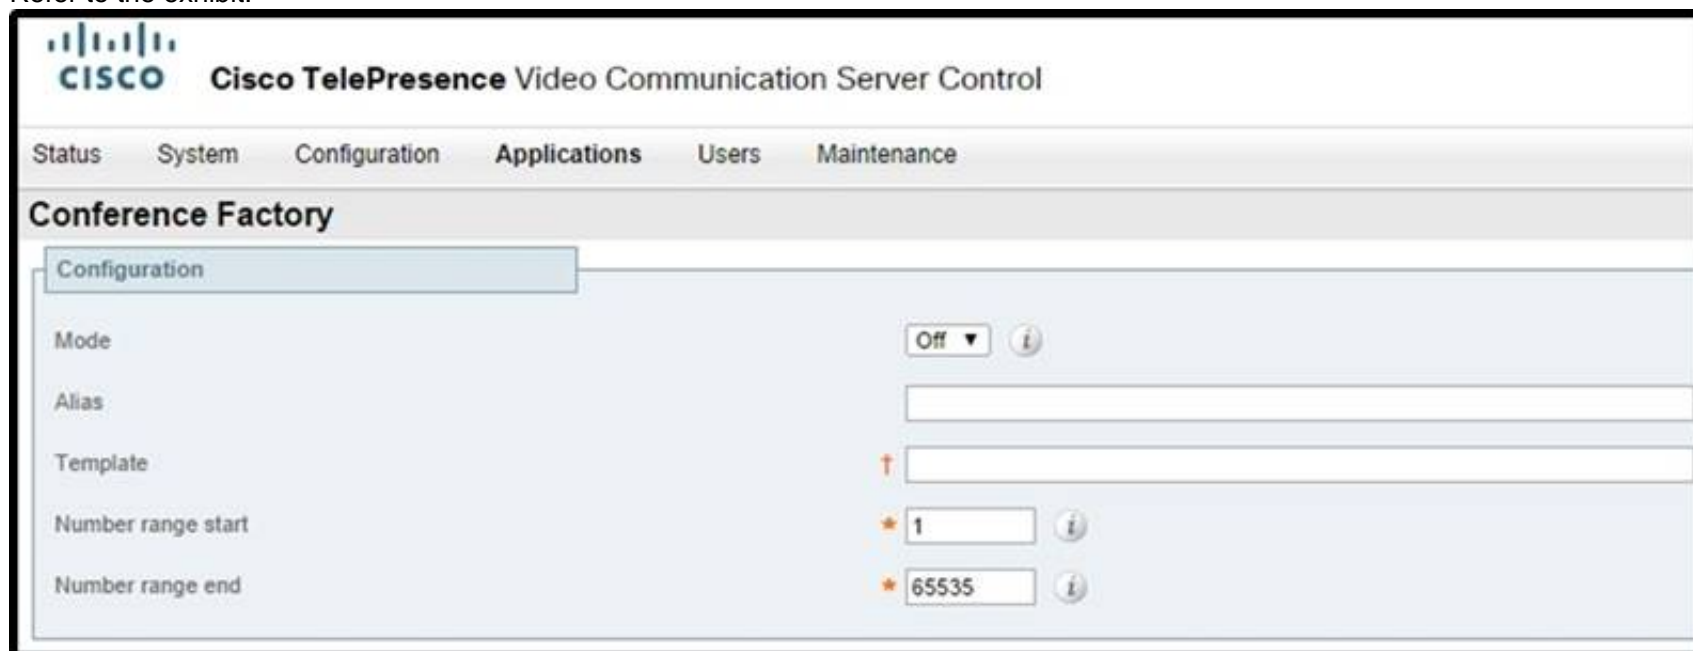 Refer to the exhibit.
CISCO Cisco TelePresence Video Communication Server Control
Status System Configuration Applications Users Maintenance
Conference Factory
Configuration
Mode Off ▼ i
Alias
Template †
Number range start * 1 i
Number range end * 65535 i